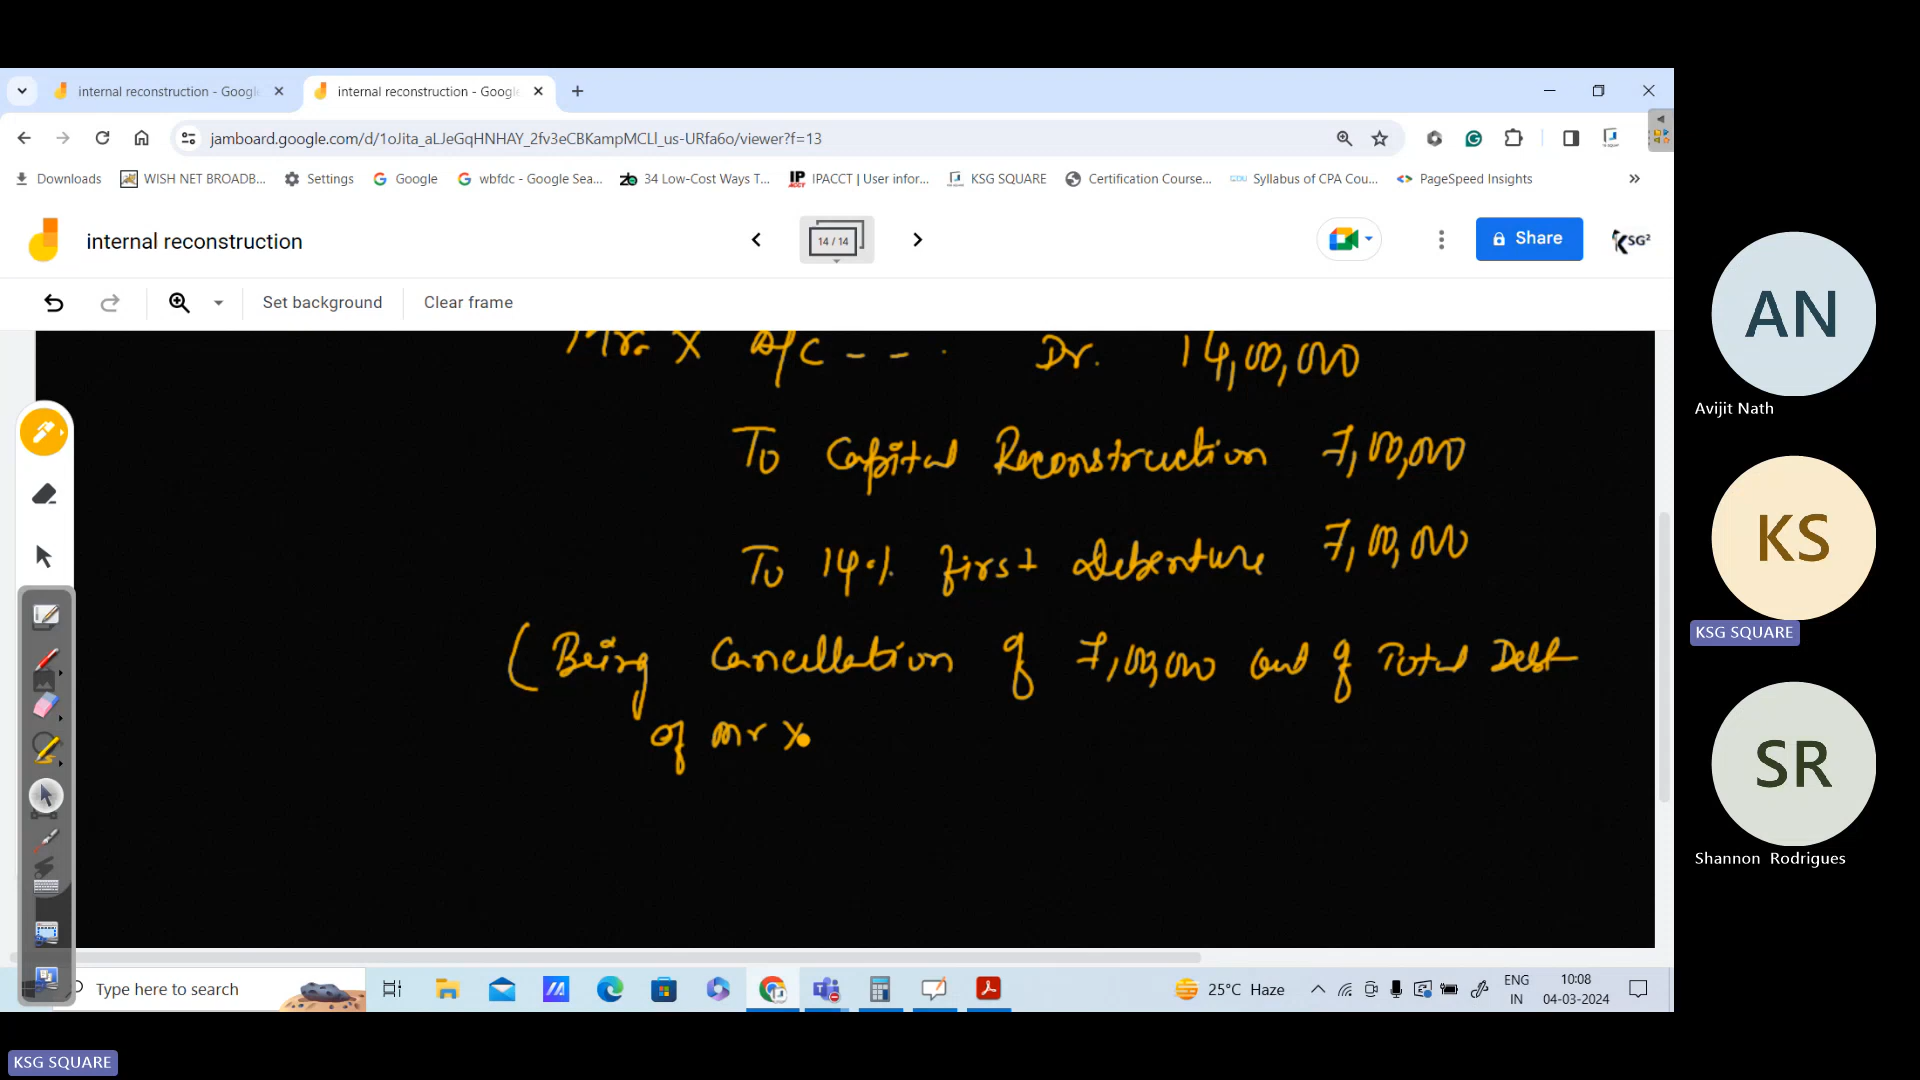 internal reconstruction - Googl
internal reconstruction - Google
jamboard.google.com/d/1oJita_aLJeGqHNHAY_2fv3eCBKampMCLl_us-URfa6o/viewer?f=13
Downloads WISH NET BROADB... Settings Google wbfdc - Google Sea... 34 Low-Cost Ways T... IPACCT | User infor... KSG SQUARE Certification Course... Syllabus of CPA Cou... PageSpeed Insights
internal reconstruction
14 / 14
Share
KSG²
Set background Clear frame
Mr. X A/C - - . Dr. 14,00,000
To Capital Reconstruction 7,00,000
To 14% first Debenture 7,00,000
( Being Cancellation of 7,00,000 out of Total Debt
of Mr X
AN
Avijit Nath
KS
KSG SQUARE
SR
Shannon Rodrigues
Type here to search
25°C Haze
ENG
IN
10:08
04-03-2024
KSG SQUARE